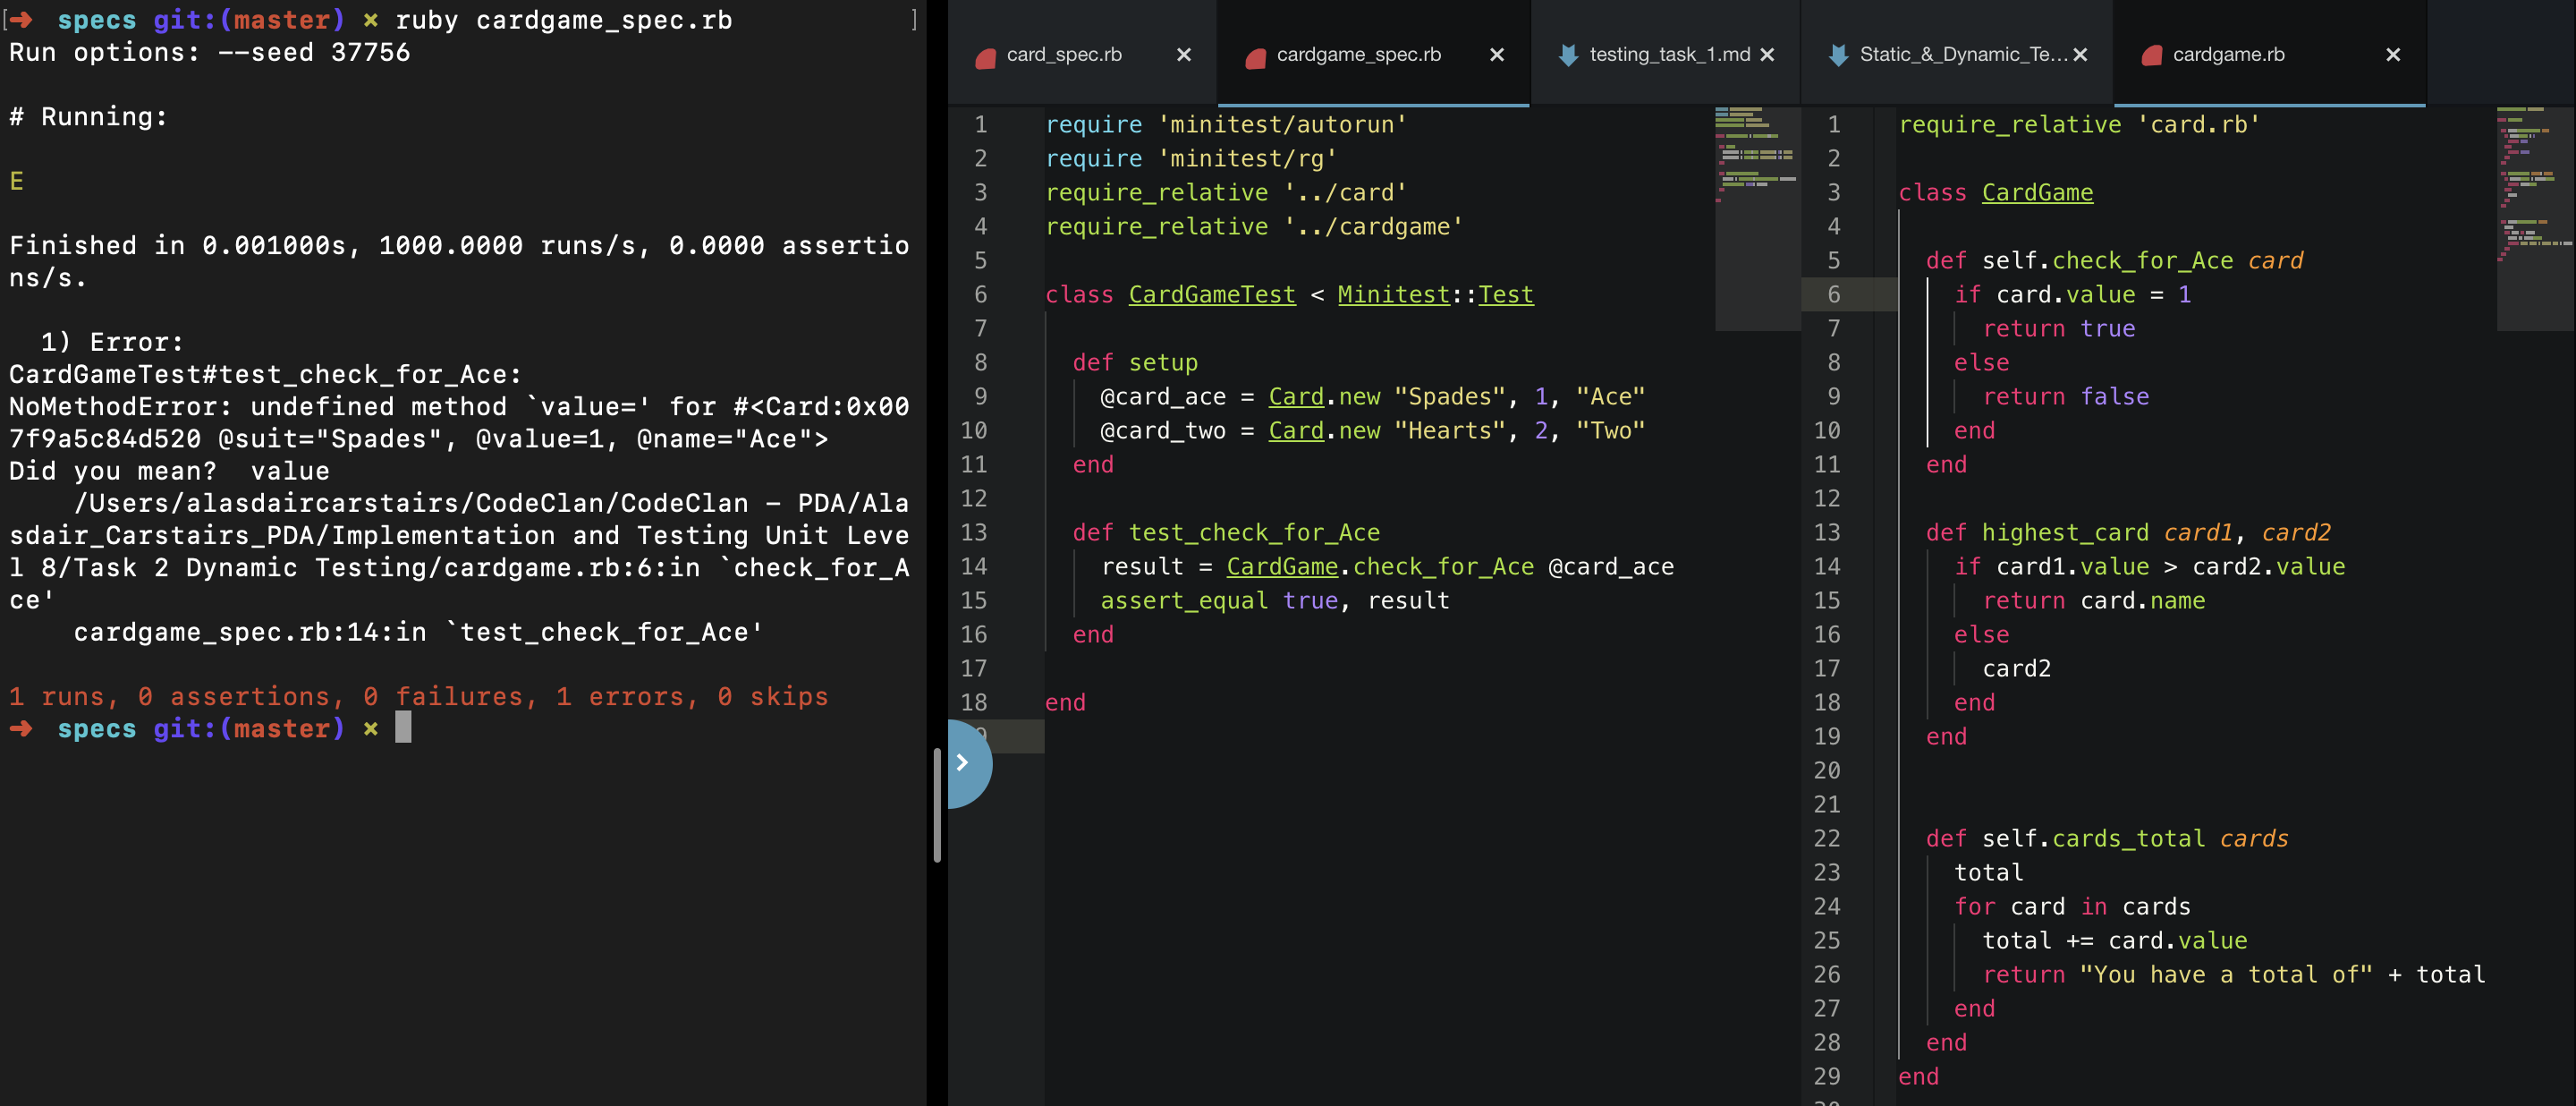 [➜  specs git:(master) ✗ ruby cardgame_spec.rb ]
Run options: --seed 37756
# Running:
E
Finished in 0.001000s, 1000.0000 runs/s, 0.0000 assertio
ns/s.
1) Error:
CardGameTest#test_check_for_Ace:
NoMethodError: undefined method `value=' for #<Card:0x00
7f9a5c84d520 @suit="Spades", @value=1, @name="Ace">
Did you mean?  value
/Users/alasdaircarstairs/CodeClan/CodeClan - PDA/Ala
sdair_Carstairs_PDA/Implementation and Testing Unit Leve
l 8/Task 2 Dynamic Testing/cardgame.rb:6:in `check_for_A
ce'
cardgame_spec.rb:14:in `test_check_for_Ace'
1 runs, 0 assertions, 0 failures, 1 errors, 0 skips
➜  specs git:(master) ✗
card_spec.rb × cardgame_spec.rb × testing_task_1.md × Static_&_Dynamic_Te... × cardgame.rb ×
1 require 'minitest/autorun'
2 require 'minitest/rg'
3 require_relative '../card'
4 require_relative '../cardgame'
5
6 class CardGameTest < Minitest::Test
7
8 def setup
9 @card_ace = Card.new "Spades", 1, "Ace"
10 @card_two = Card.new "Hearts", 2, "Two"
11 end
12
13 def test_check_for_Ace
14 result = CardGame.check_for_Ace @card_ace
15 assert_equal true, result
16 end
17
18 end
1 require_relative 'card.rb'
2
3 class CardGame
4
5 def self.check_for_Ace card
6 if card.value = 1
7 return true
8 else
9 return false
10 end
11 end
12
13 def highest_card card1, card2
14 if card1.value > card2.value
15 return card.name
16 else
17 card2
18 end
19 end
20
21
22 def self.cards_total cards
23 total
24 for card in cards
25 total += card.value
26 return "You have a total of" + total
27 end
28 end
29 end